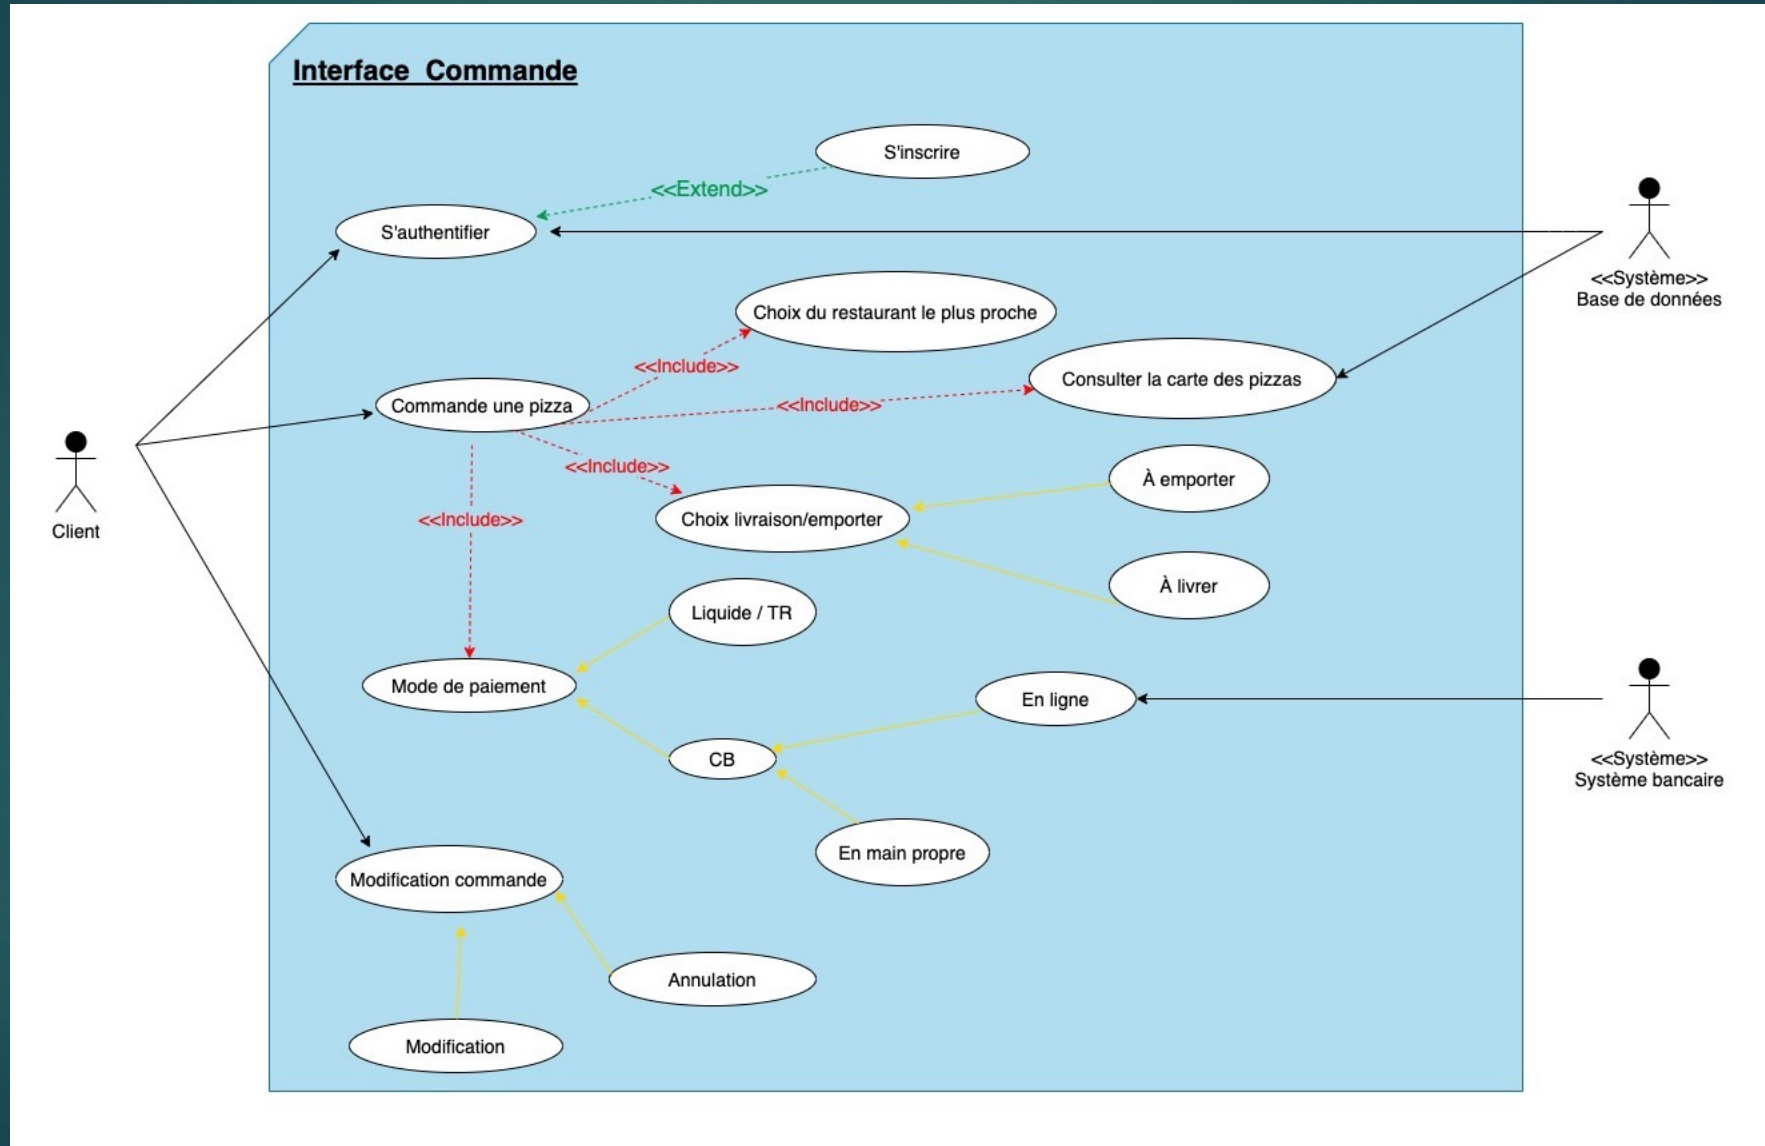 Interface Commande
S'inscrire
<<Extend>>
S'authentifier
<<Système>>
Base de données
Choix du restaurant le plus proche
<<Include>>
Consulter la carte des pizzas
<<Include>>
Commande une pizza
<<Include>>
À emporter
Choix livraison/emporter
<<Include>>
Client
À livrer
Liquide / TR
Mode de paiement
En ligne
CB
<<Système>>
Système bancaire
En main propre
Modification commande
Annulation
Modification